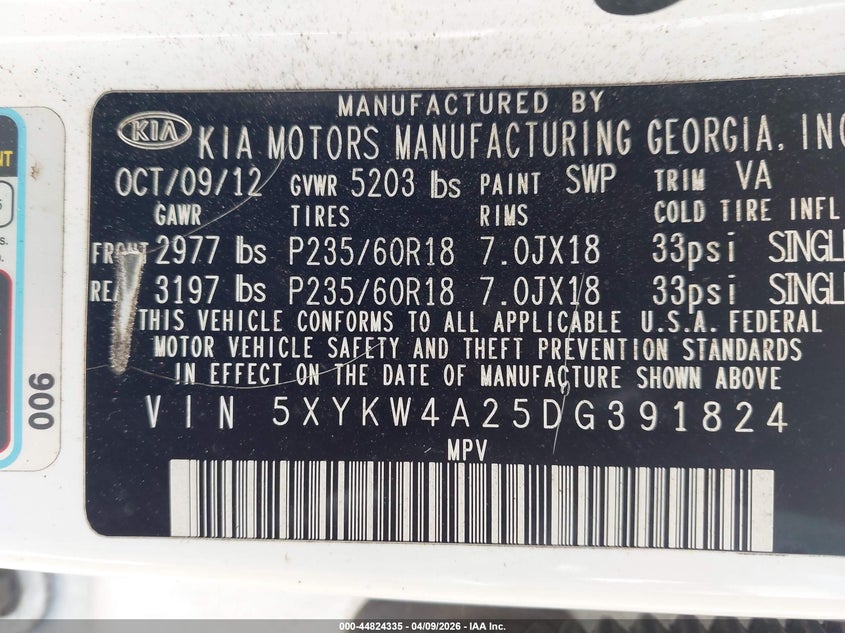 MANUFACTURED BY
KIA KIA MOTORS MANUFACTURING GEORGIA, INC
OCT/09/12 GVWR 5203 lbs PAINT SWP TRIM VA
GAWR TIRES RIMS COLD TIRE INFL
FRONT 2977 lbs P235/60R18 7.0JX18 33psi SINGL
REA 3197 lbs P235/60R18 7.0JX18 33psi SINGL
THIS VEHICLE CONFORMS TO ALL APPLICABLE U.S.A. FEDERAL
MOTOR VEHICLE SAFETY AND THEFT PREVENTION STANDARDS
IN EFFECT ON THE DATE OF MANUFACTURE SHOWN ABOVE
VIN 5XYKW4A25DG391824
MPV
006
000-44824335 - 04/09/2026 - IAA Inc.